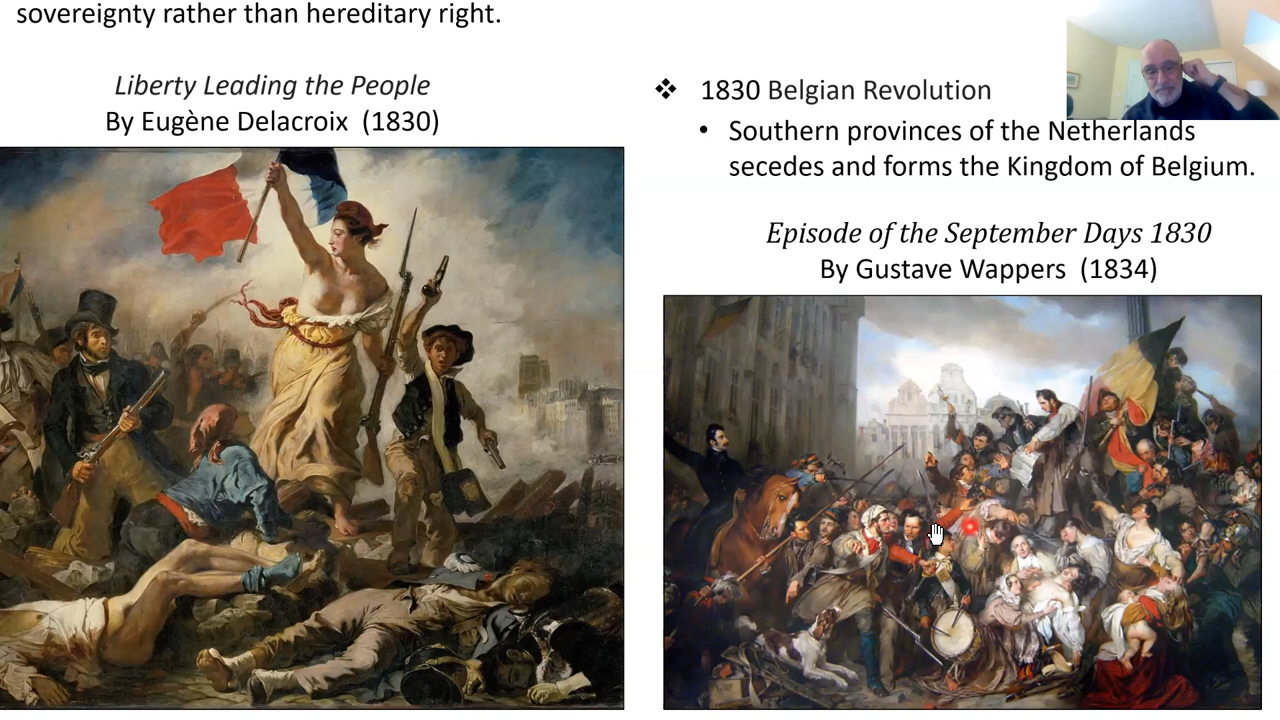 sovereignty rather than hereditary right.
Liberty Leading the People
By Eugène Delacroix  (1830)
❖ 1830 Belgian Revolution
• Southern provinces of the Netherlands
secedes and forms the Kingdom of Belgium.
Episode of the September Days 1830
By Gustave Wappers  (1834)